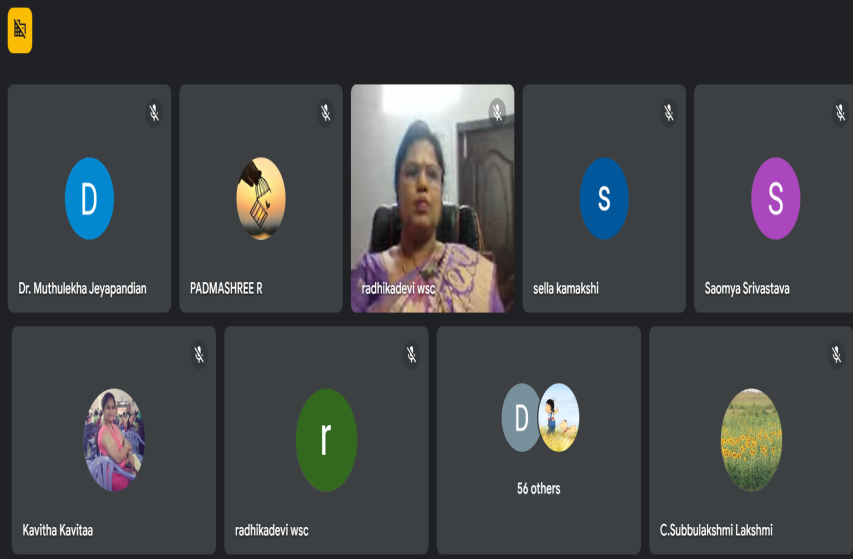 D
Dr. Muthulekha Jeyapandian
PADMASHREE R
radhikadevi wsc
s
sella kamakshi
S
Saomya Srivastava
Kavitha Kavitaa
r
radhikadevi wsc
D
56 others
C.Subbulakshmi Lakshmi